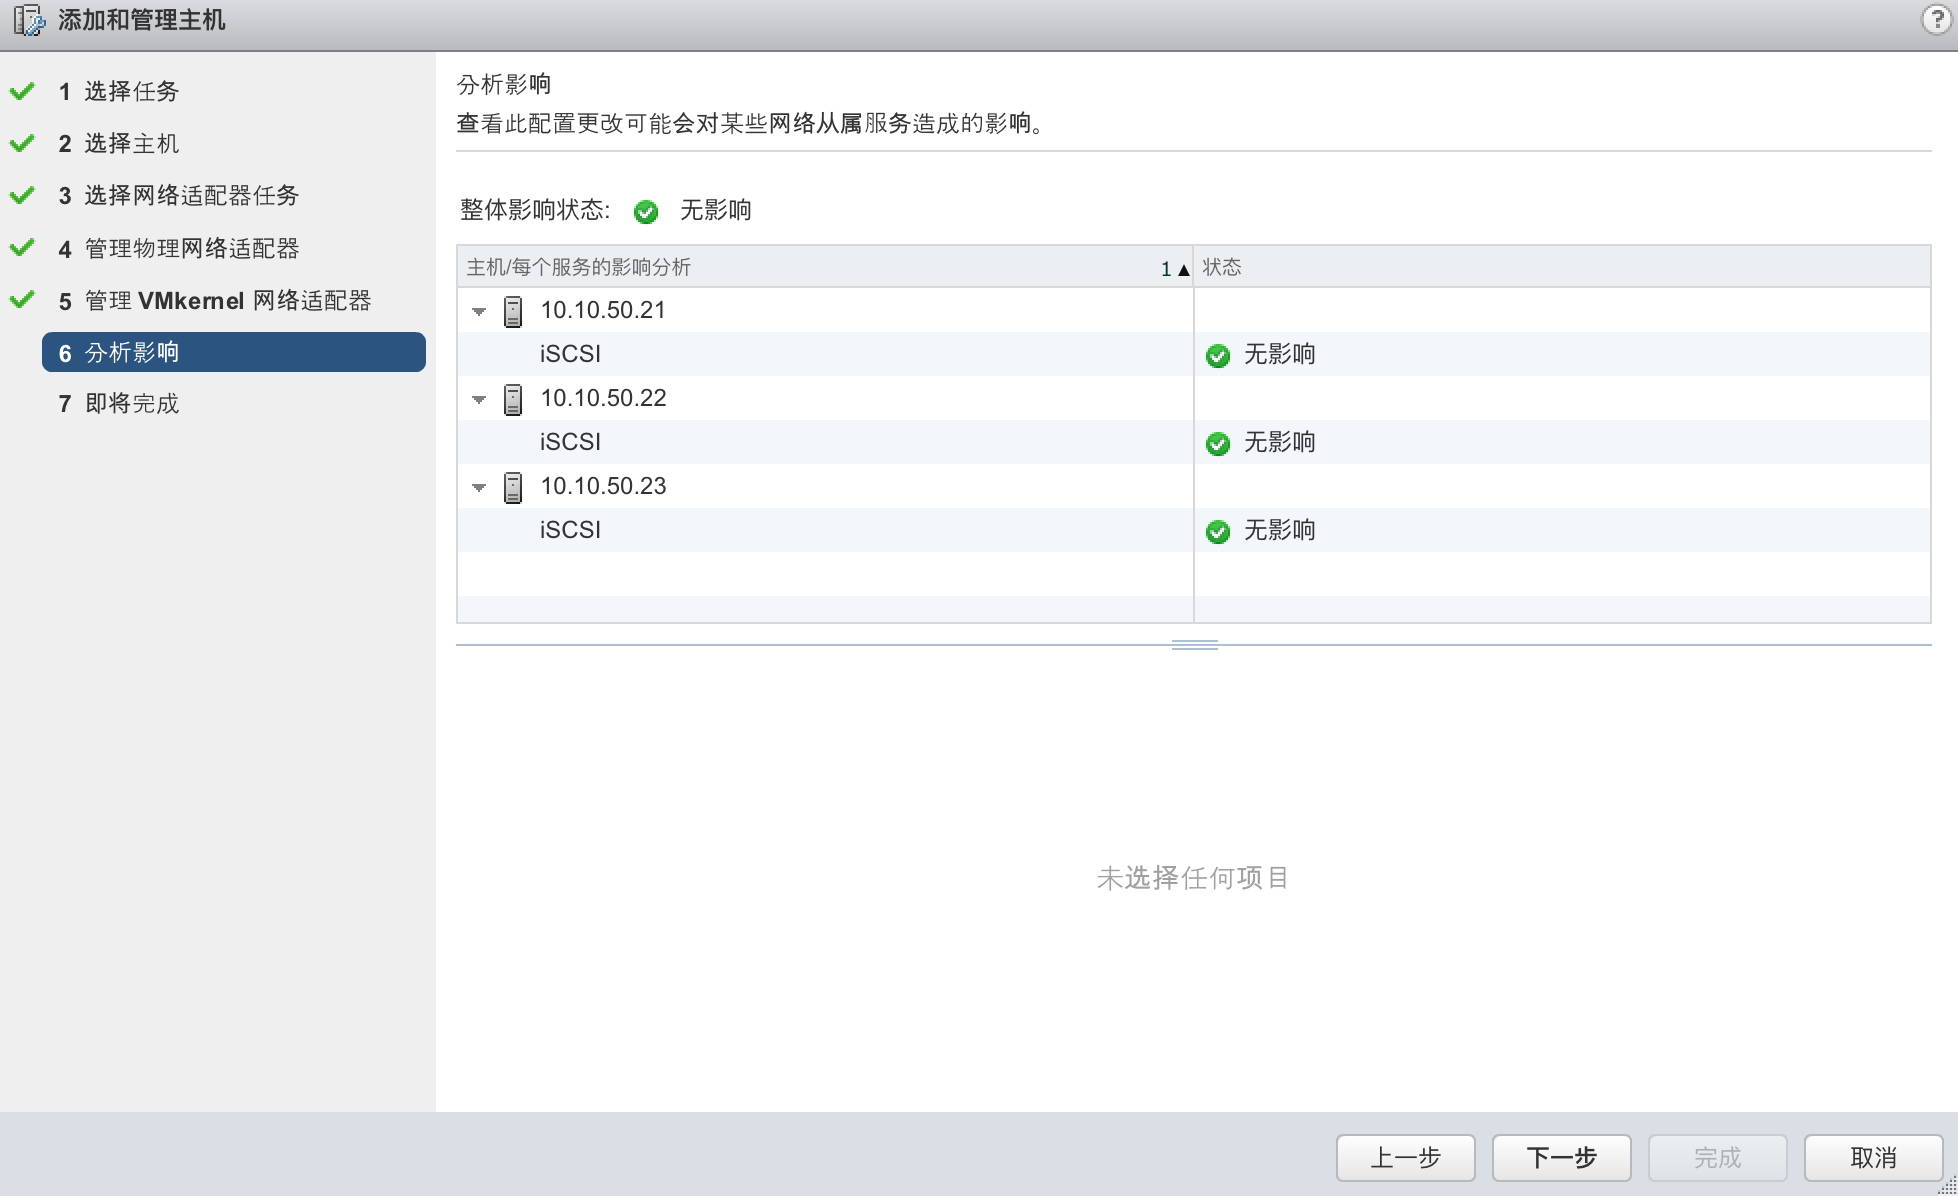 添加和管理主机
?
1 选择任务
2 选择主机
3 选择网络适配器任务
4 管理物理网络适配器
5 管理 VMkernel 网络适配器
6 分析影响
7 即将完成
分析影响
查看此配置更改可能会对某些网络从属服务造成的影响。
整体影响状态: 无影响
主机/每个服务的影响分析 1 ▲ 状态
10.10.50.21
iSCSI 无影响
10.10.50.22
iSCSI 无影响
10.10.50.23
iSCSI 无影响
未选择任何项目
上一步 下一步 完成 取消